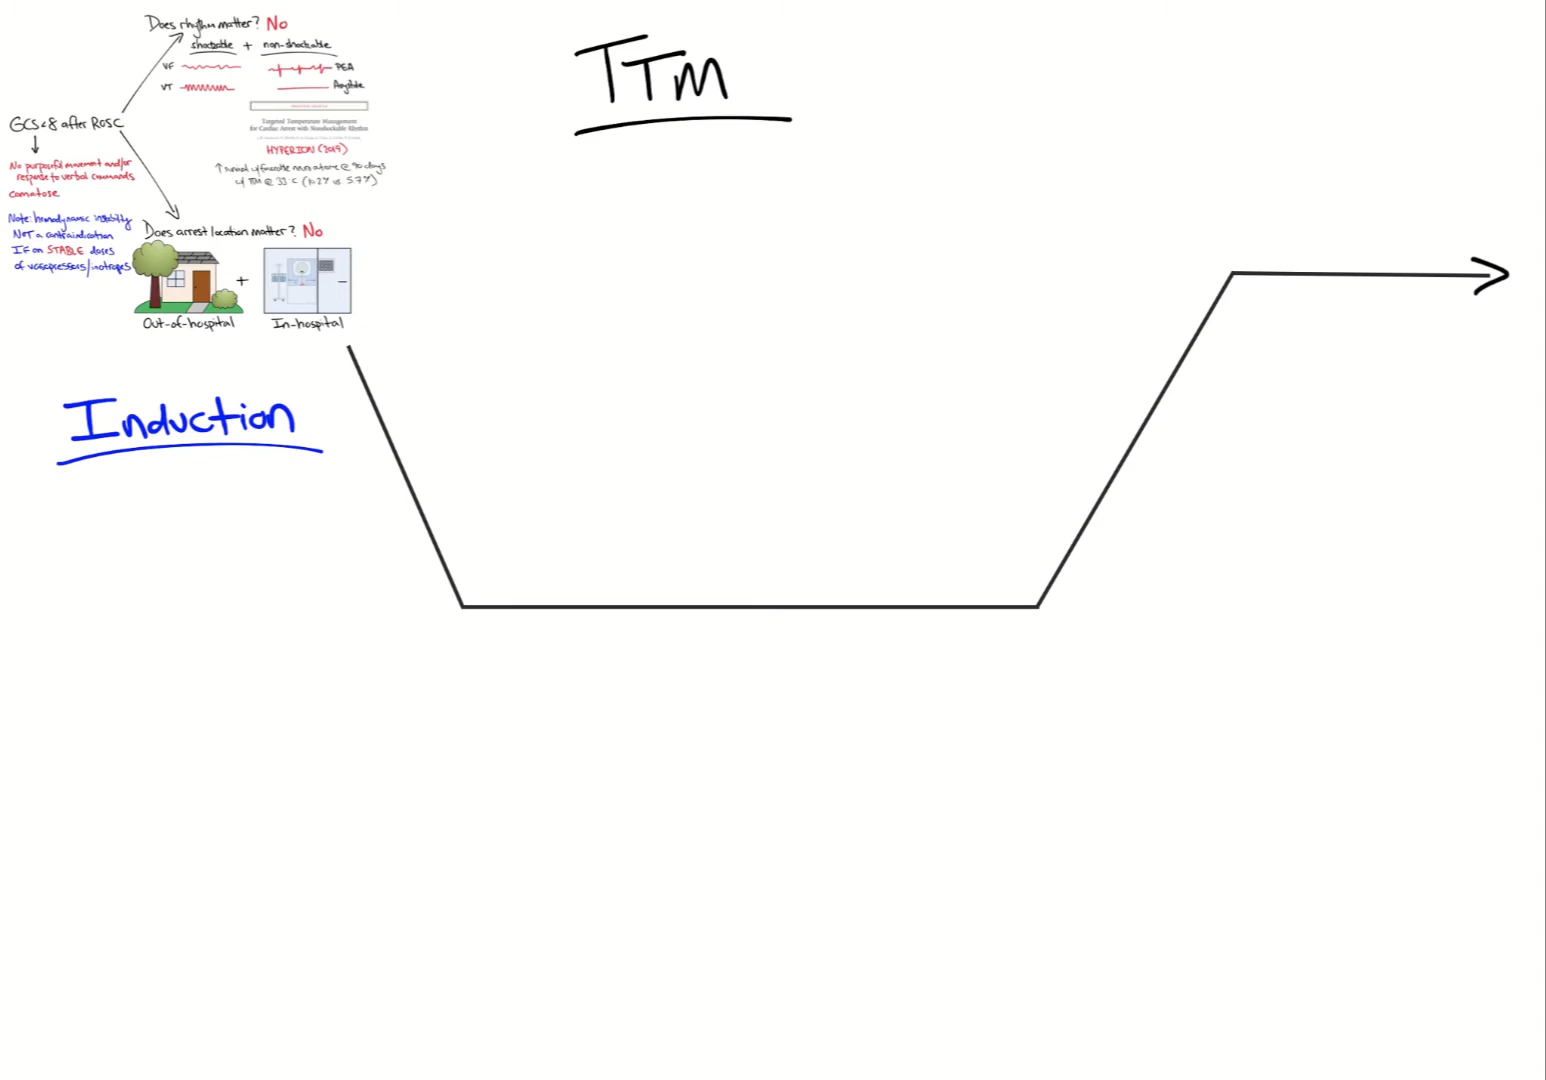 Does rhythm matter? No
shockable + non-shockable
VF
PEA
VT
Asystole
Targeted Temperature Management
for Cardiac Arrest with Nonshockable Rhythm
HYPERION (2019)
↑ survival w/ favorable neuro outcome @ 90 days
w/ TTM @ 33°C (10.2% vs. 5.7%)
GCS<8 after ROSC
No purposeful movement and/or
response to verbal commands
comatose
Note: hemodynamic instability
NOT a contraindication
IF on STABLE doses
of vasopressors/inotropes
Does arrest location matter? No
+
Out-of-hospital
In-hospital
TTM
Induction